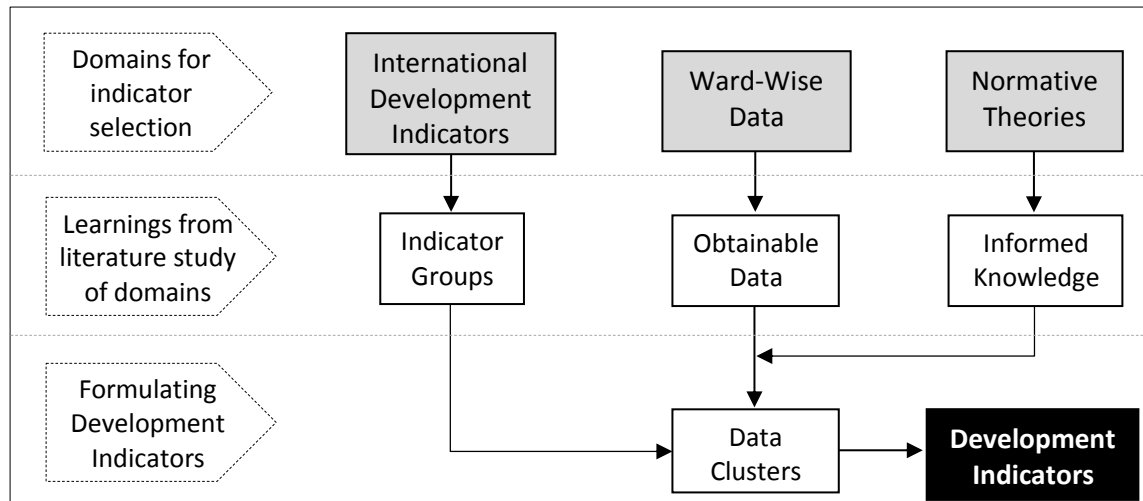 Domains for
indicator
selection
International
Development
Indicators
Ward-Wise
Data
Normative
Theories
Learnings from
literature study
of domains
Indicator
Groups
Obtainable
Data
Informed
Knowledge
Formulating
Development
Indicators
Data
Clusters
Development
Indicators